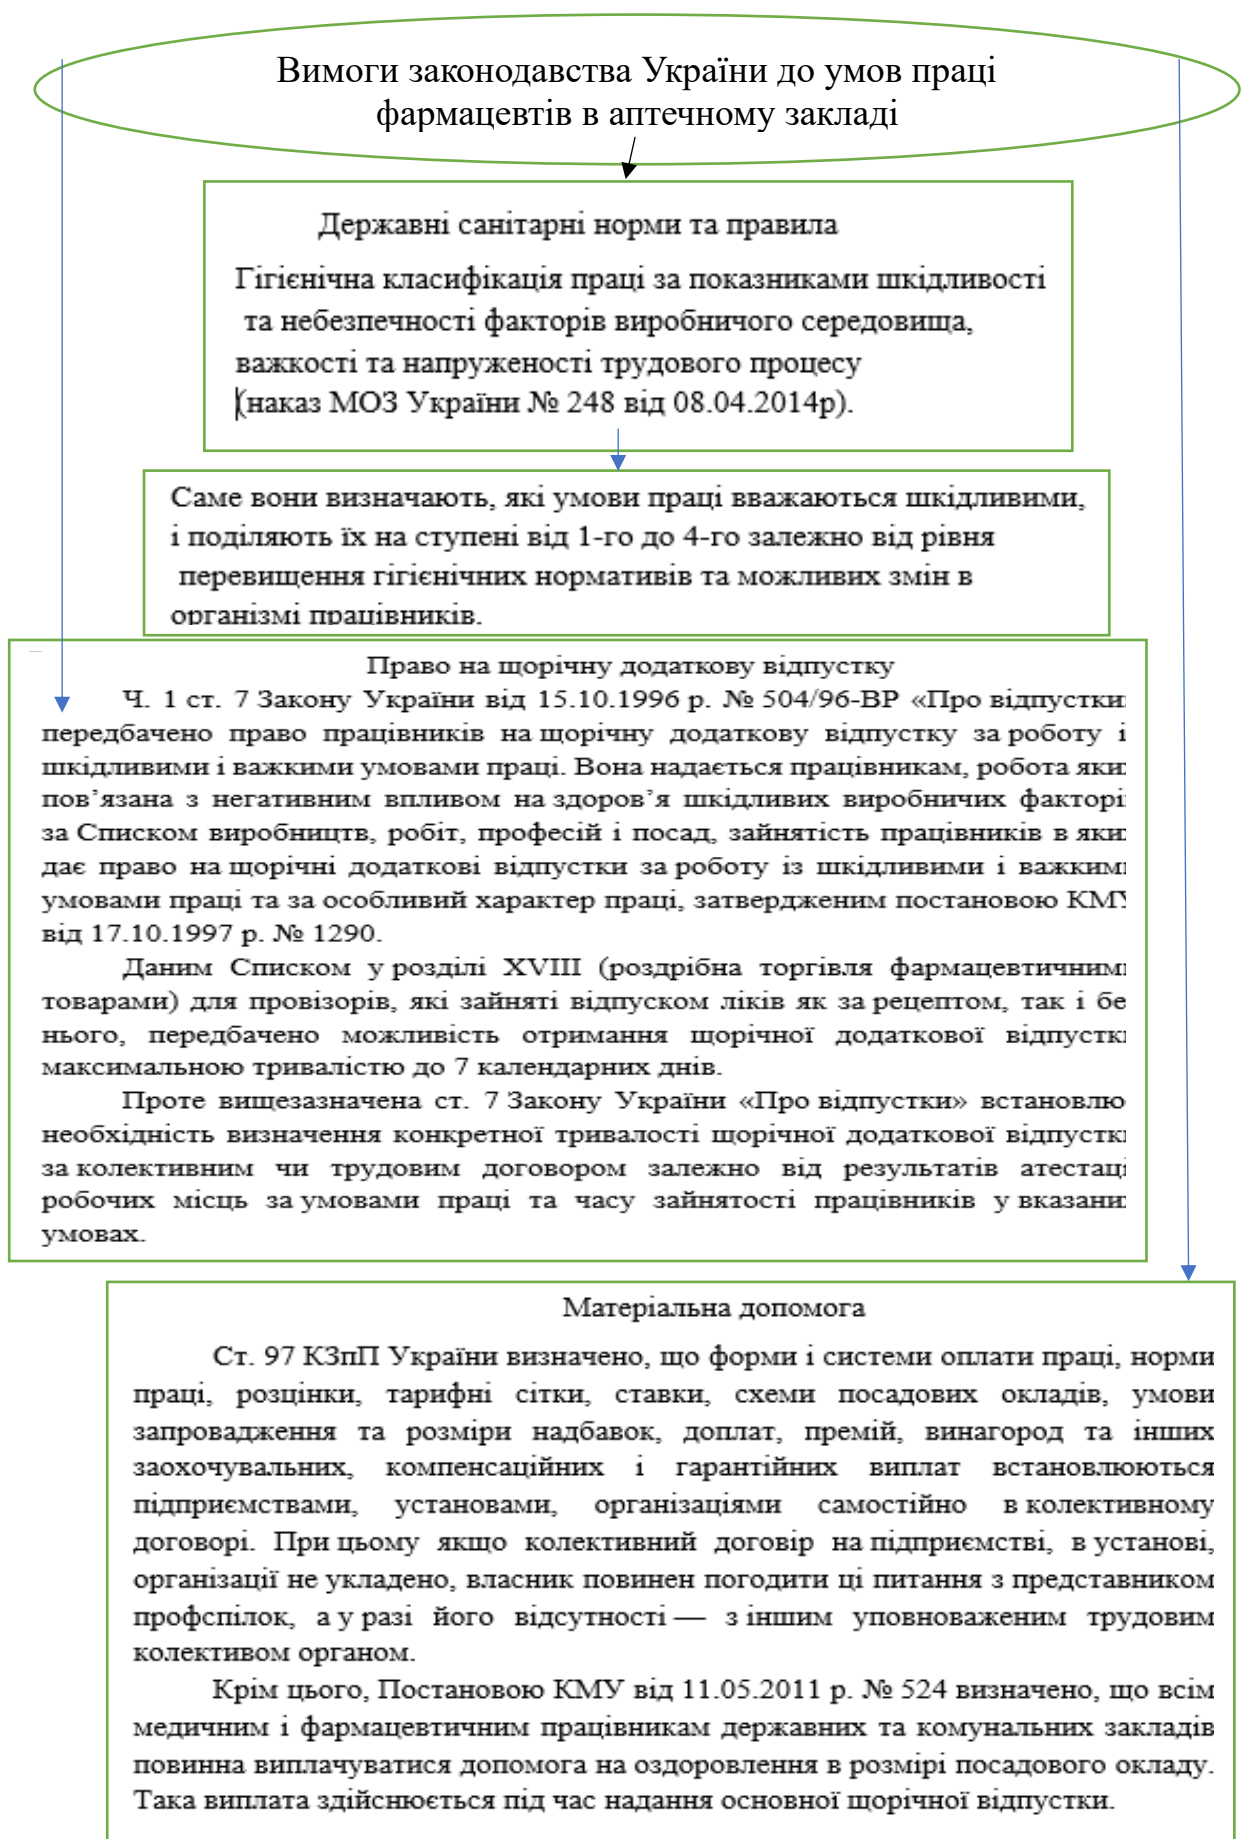 Вимоги законодавства України до умов праці
фармацевтів в аптечному закладі
Державні санітарні норми та правила
Гігієнічна класифікація праці за показниками шкідливості
та небезпечності факторів виробничого середовища,
важкості та напруженості трудового процесу
(наказ МОЗ України № 248 від 08.04.2014р).
Саме вони визначають, які умови праці вважаються шкідливими,
і поділяють їх на ступені від 1-го до 4-го залежно від рівня
перевищення гігієнічних нормативів та можливих змін в
організмі працівників.
Право на щорічну додаткову відпустку
Ч. 1 ст. 7 Закону України від 15.10.1996 р. № 504/96-ВР «Про відпустки
передбачено право працівників на щорічну додаткову відпустку за роботу і
шкідливими і важкими умовами праці. Вона надається працівникам, робота яки
пов’язана з негативним впливом на здоров’я шкідливих виробничих факторі
за Списком виробництв, робіт, професій і посад, зайнятість працівників в яки
дає право на щорічні додаткові відпустки за роботу із шкідливими і важким
умовами праці та за особливий характер праці, затвердженим постановою КМУ
від 17.10.1997 р. № 1290.
Даним Списком у розділі XVIII (роздрібна торгівля фармацевтичним
товарами) для провізорів, які зайняті відпуском ліків як за рецептом, так і бе
нього, передбачено можливість отримання щорічної додаткової відпустк
максимальною тривалістю до 7 календарних днів.
Проте вищезазначена ст. 7 Закону України «Про відпустки» встановлю
необхідність визначення конкретної тривалості щорічної додаткової відпустк
за колективним чи трудовим договором залежно від результатів атестаці
робочих місць за умовами праці та часу зайнятості працівників у вказани
умовах.
Матеріальна допомога
Ст. 97 КЗпП України визначено, що форми і системи оплати праці, норми
праці, розцінки, тарифні сітки, ставки, схеми посадових окладів, умови
запровадження та розміри надбавок, доплат, премій, винагород та інших
заохочувальних, компенсаційних і гарантійних виплат встановлюються
підприємствами, установами, організаціями самостійно в колективному
договорі. При цьому якщо колективний договір на підприємстві, в установі,
організації не укладено, власник повинен погодити ці питання з представником
профспілок, а у разі його відсутності — з іншим уповноваженим трудовим
колективом органом.
Крім цього, Постановою КМУ від 11.05.2011 р. № 524 визначено, що всім
медичним і фармацевтичним працівникам державних та комунальних закладів
повинна виплачуватися допомога на оздоровлення в розмірі посадового окладу.
Така виплата здійснюється під час надання основної щорічної відпустки.